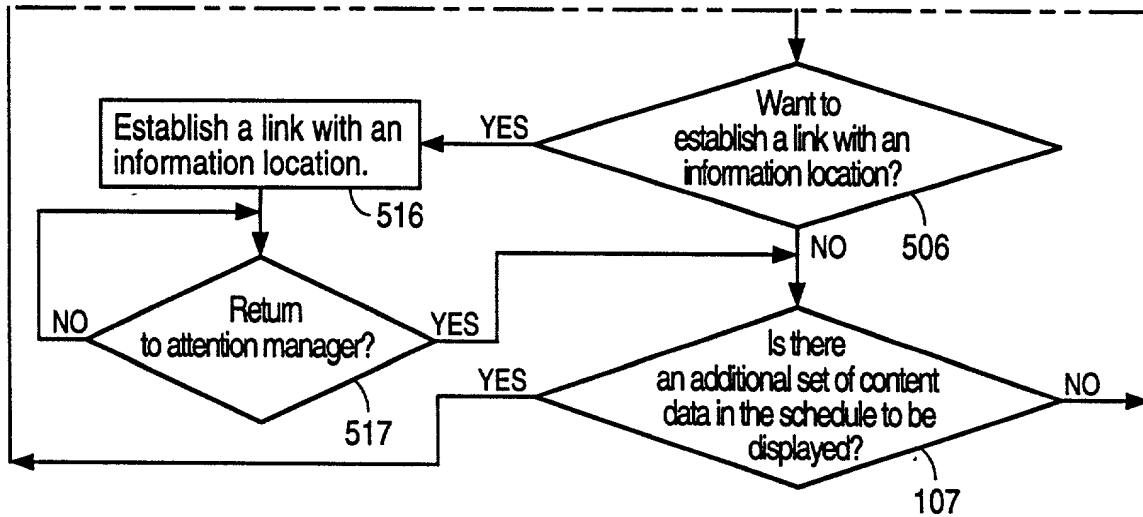 Want to
establish a link with an
information location?
506
YES
Establish a link with an
information location.
516
NO
Return
to attention manager?
517
NO
YES
Is there
an additional set of content
data in the schedule to be
displayed?
107
YES
NO